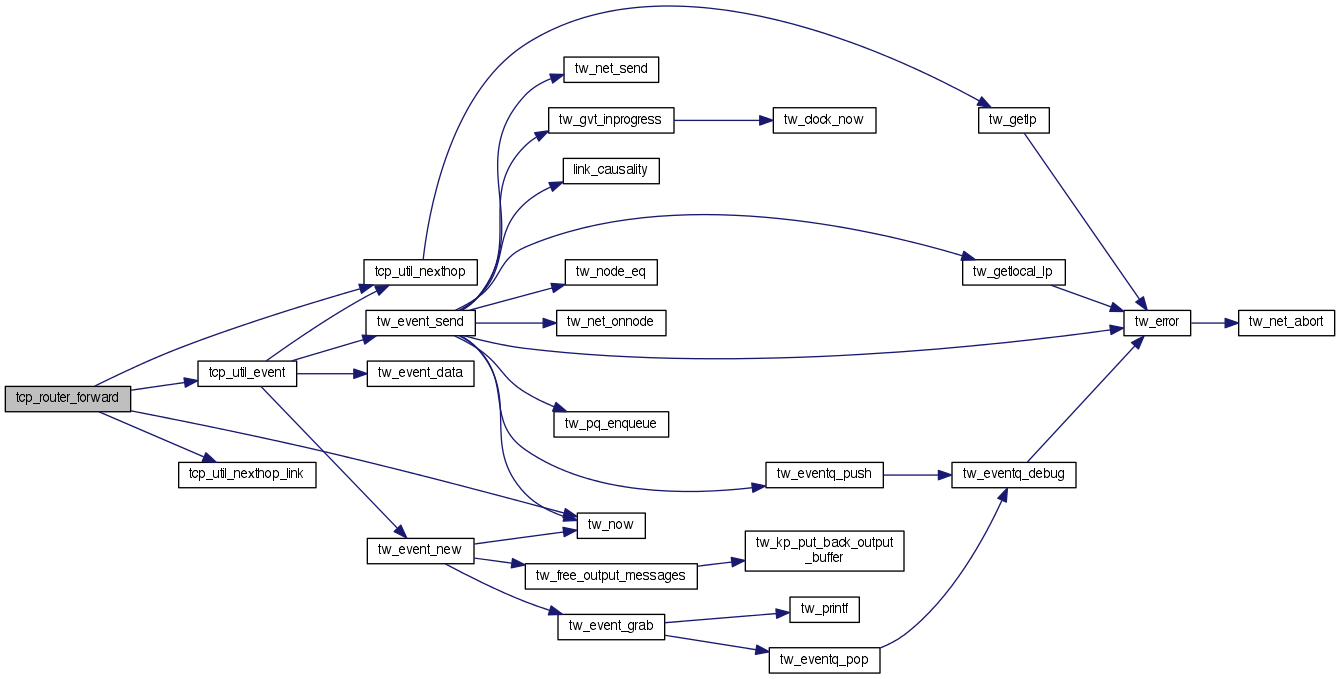 tw_net_send
tw_gvt_inprogress
tw_clock_now
tw_getlp
link_causality
tcp_util_nexthop
tw_node_eq
tw_getlocal_lp
tw_event_send
tw_net_onnode
tw_error
tw_net_abort
tcp_util_event
tw_event_data
tcp_router_forward
tw_pq_enqueue
tcp_util_nexthop_link
tw_eventq_push
tw_eventq_debug
tw_now
tw_event_new
tw_kp_put_back_output
_buffer
tw_free_output_messages
tw_printf
tw_event_grab
tw_eventq_pop